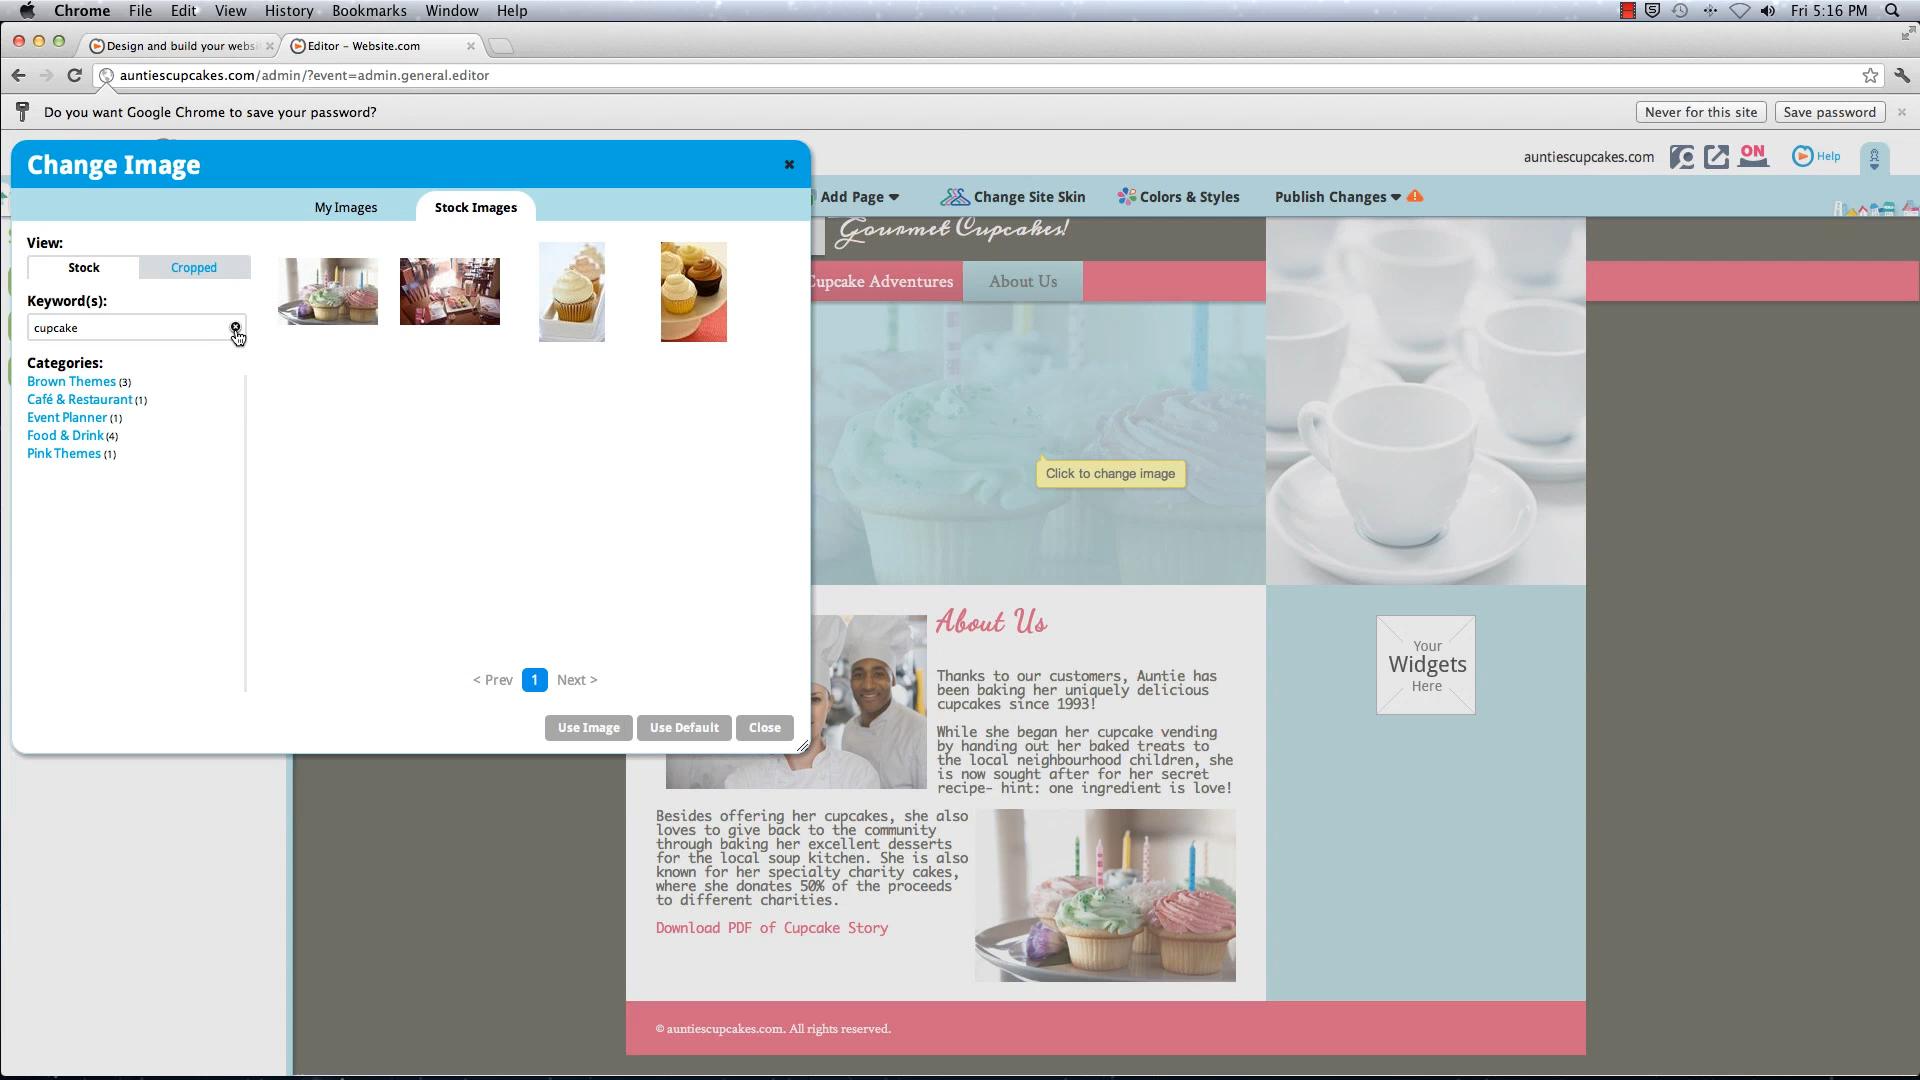 Chrome File Edit View History Bookmarks Window Help
Fri 5:16 PM
Design and build your websi
Editor - Website.com
auntiescupcakes.com/admin/?event=admin.general.editor
Do you want Google Chrome to save your password?
Never for this site
Save password
auntiescupcakes.com
ON
Help
Add Page
Change Site Skin
Colors & Styles
Publish Changes
Change Image
My Images
Stock Images
View:
Stock
Cropped
Keyword(s):
cupcake
Categories:
Brown Themes (3)
Café & Restaurant (1)
Event Planner (1)
Food & Drink (4)
Pink Themes (1)
< Prev 1 Next >
Use Image
Use Default
Close
Gourmet Cupcakes!
Cupcake Adventures
About Us
Click to change image
About Us
Thanks to our customers, Auntie has
been baking her uniquely delicious
cupcakes since 1993!
While she began her cupcake vending
by handing out her baked treats to
the local neighbourhood children, she
is now sought after for her secret
recipe- hint: one ingredient is love!
Besides offering her cupcakes, she also
loves to give back to the community
through baking her excellent desserts
for the local soup kitchen. She is also
known for her specialty charity cakes,
where she donates 50% of the proceeds
to different charities.
Download PDF of Cupcake Story
Your
Widgets
Here
© auntiescupcakes.com. All rights reserved.